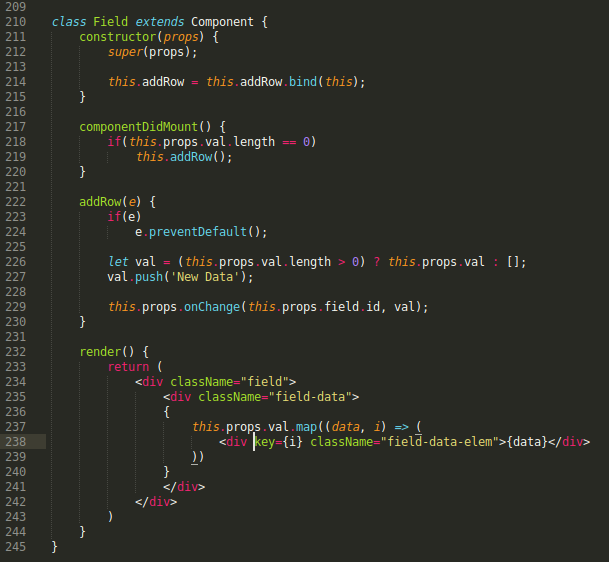 209
210 class Field extends Component {
211     constructor(props) {
212         super(props);
213
214         this.addRow = this.addRow.bind(this);
215     }
216
217     componentDidMount() {
218         if(this.props.val.length == 0)
219             this.addRow();
220     }
221
222     addRow(e) {
223         if(e)
224             e.preventDefault();
225
226         let val = (this.props.val.length > 0) ? this.props.val : [];
227         val.push('New Data');
228
229         this.props.onChange(this.props.field.id, val);
230     }
231
232     render() {
233         return (
234             <div className="field">
235                 <div className="field-data">
236                 {
237                     this.props.val.map((data, i) => (
238                         <div key={i} className="field-data-elem">{data}</div>
239                     ))
240                 }
241                 </div>
242             </div>
243         )
244     }
245 }